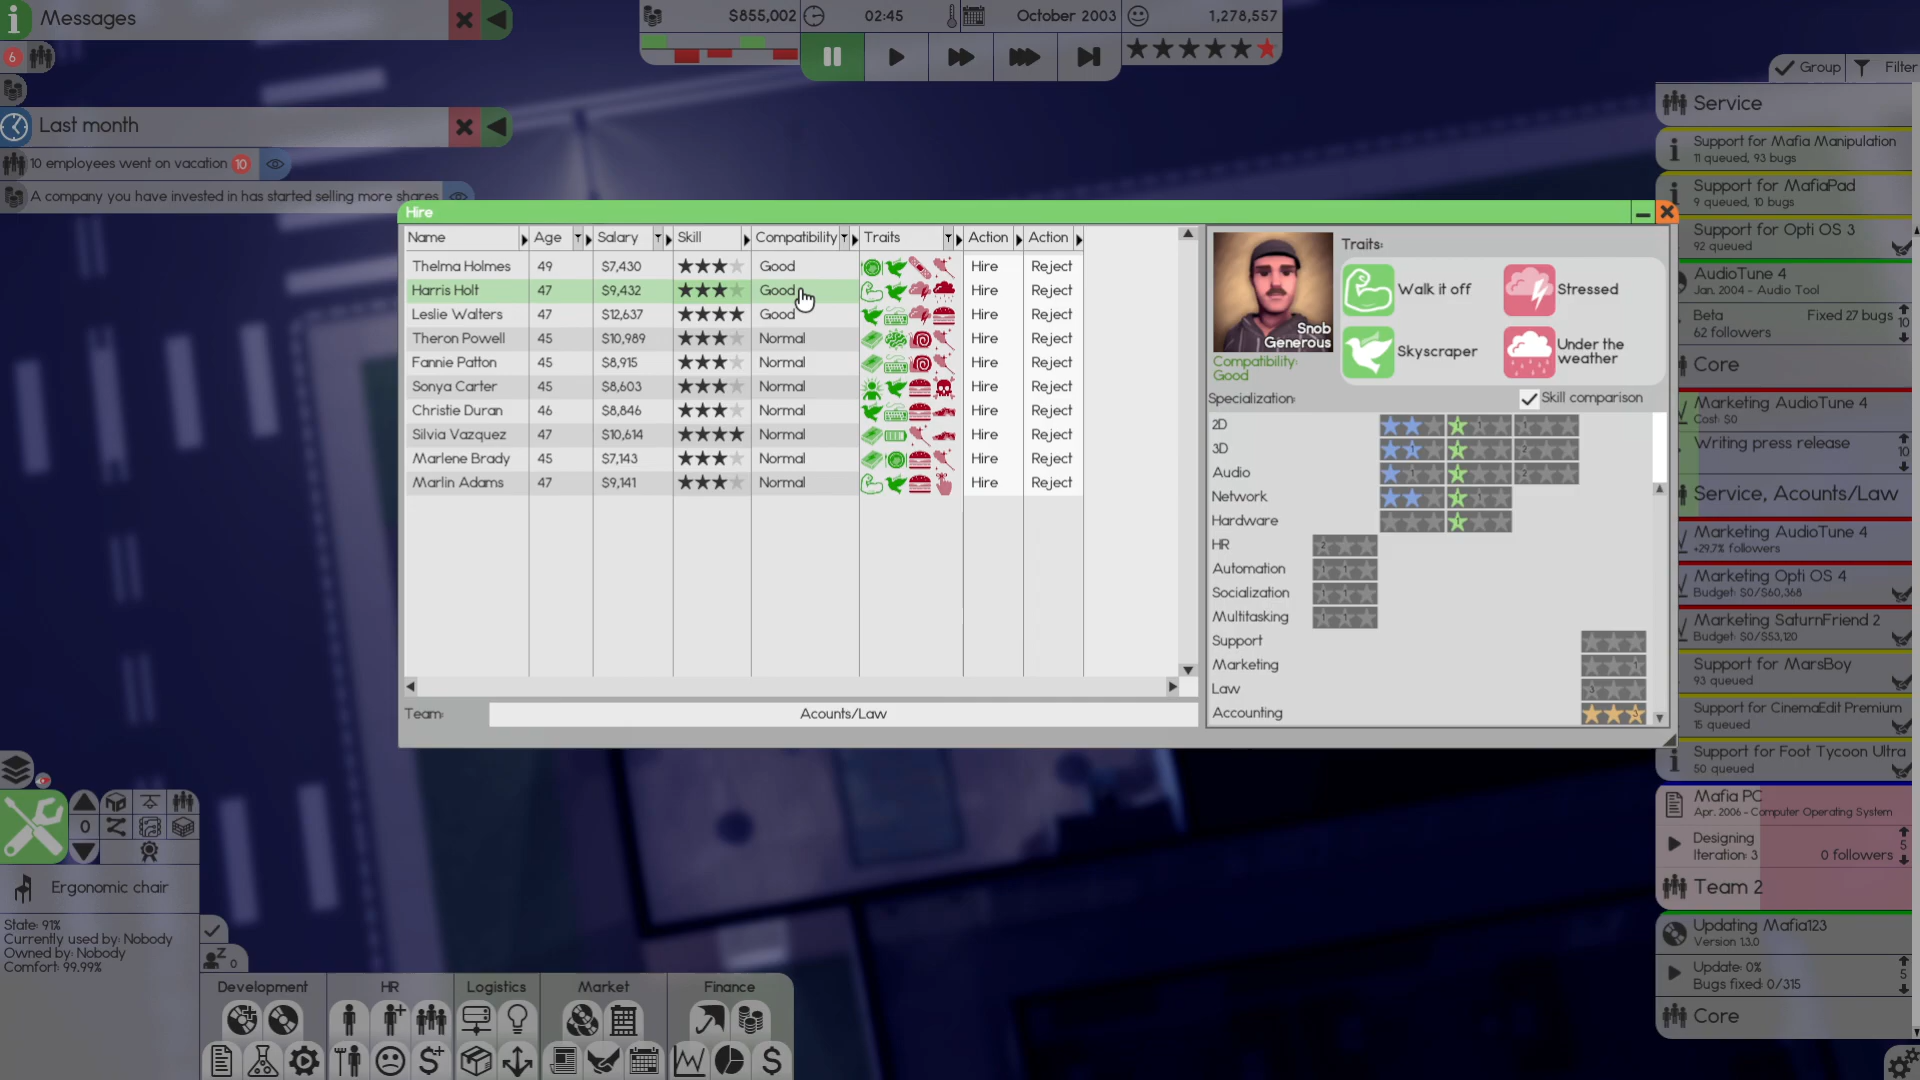 Messages
6
Last month
10 employees went on vacation 10
A company you have invested in has started selling more shares
$855,002
02:45
October 2003
1,278,557
Group
Filter
Hire
Name Age Salary Skill Compatibility Traits Action Action
Thelma Holmes 49 $7,430 Good Hire Reject
Harris Holt 47 $9,432 Good Hire Reject
Leslie Walters 47 $12,637 Good Hire Reject
Theron Powell 45 $10,989 Normal Hire Reject
Fannie Patton 45 $8,915 Normal Hire Reject
Sonya Carter 45 $8,603 Normal Hire Reject
Christie Duran 46 $8,846 Normal Hire Reject
Silvia Vazquez 47 $10,614 Normal Hire Reject
Marlene Brady 45 $7,143 Normal Hire Reject
Marlin Adams 47 $9,141 Normal Hire Reject
Team: Acounts/Law
Snob
Generous
Compatibility:
Good
Traits:
Walk it off
Stressed
Skyscraper
Under the
weather
Specialization:
Skill comparison
2D
3D
Audio
Network
Hardware
HR
Automation
Socialization
Multitasking
Support
Marketing
Law
Accounting
Service
Support for Mafia Manipulation
11 queued, 93 bugs
Support for MafiaPad
9 queued, 10 bugs
Support for Opti OS 3
92 queued
AudioTune 4
Jan. 2004 - Audio Tool
Beta Fixed 27 bugs
62 followers
10
Core
Marketing AudioTune 4
Cost: $0
Writing press release
10
Service, Acounts/Law
Marketing AudioTune 4
+29.7% followers
Marketing Opti OS 4
Budget: $0/$60,368
Marketing SaturnFriend 2
Budget: $0/$53,120
Support for MarsBoy
93 queued
Support for CinemaEdit Premium
15 queued
Support for Foot Tycoon Ultra
50 queued
Mafia PC
Apr. 2006 - Computer Operating System
Designing
Iteration: 3 0 followers
5
Team 2
Updating Mafia123
Version 1.3.0
Update: 0%
Bugs fixed: 0/315
5
Core
0
Ergonomic chair
State: 91%
Currently used by: Nobody
Owned by: Nobody
Comfort: 99.99%
0
Development
HR
Logistics
Market
Finance